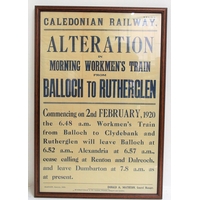 CALEDONIAN RAILWAY.
ALTERATION
OF
MORNING WORKMEN'S TRAIN
FROM
BALLOCH TO RUTHERGLEN
Commencing on 2nd FEBRUARY, 1920
the 6.48 a.m. Workmen's Train
from Balloch to Clydebank and
Rutherglen will leave Balloch at
6.52 a.m., Alexandria at 6.57 a.m.,
cease calling at Renton and Dalreoch,
and leave Dumbarton at 7.8 a.m. as
at present.